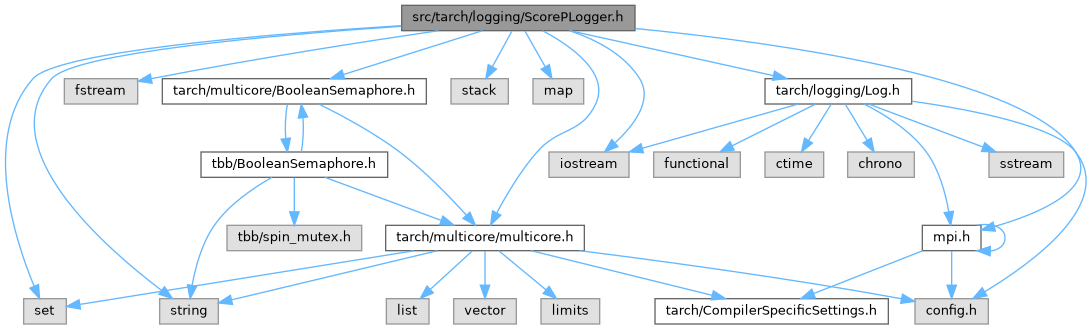 src/tarch/logging/ScorePLogger.h
fstream
tarch/multicore/BooleanSemaphore.h
stack
map
tarch/logging/Log.h
tbb/BooleanSemaphore.h
iostream
functional
ctime
chrono
sstream
tbb/spin_mutex.h
tarch/multicore/multicore.h
mpi.h
set
string
list
vector
limits
tarch/CompilerSpecificSettings.h
config.h